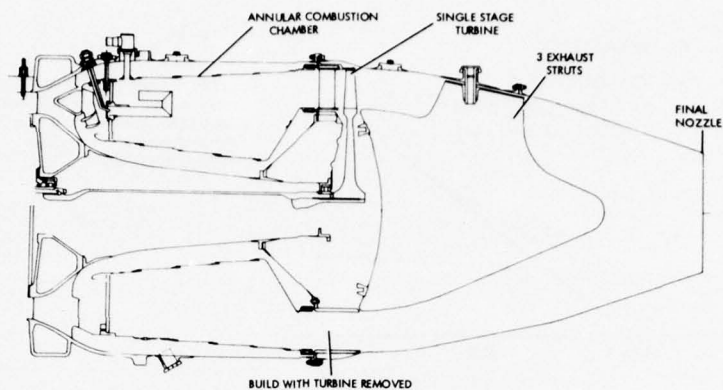 ANNULAR COMBUSTION
CHAMBER
SINGLE STAGE
TURBINE
3 EXHAUST
STRUTS
FINAL
NOZZLE
BUILD WITH TURBINE REMOVED